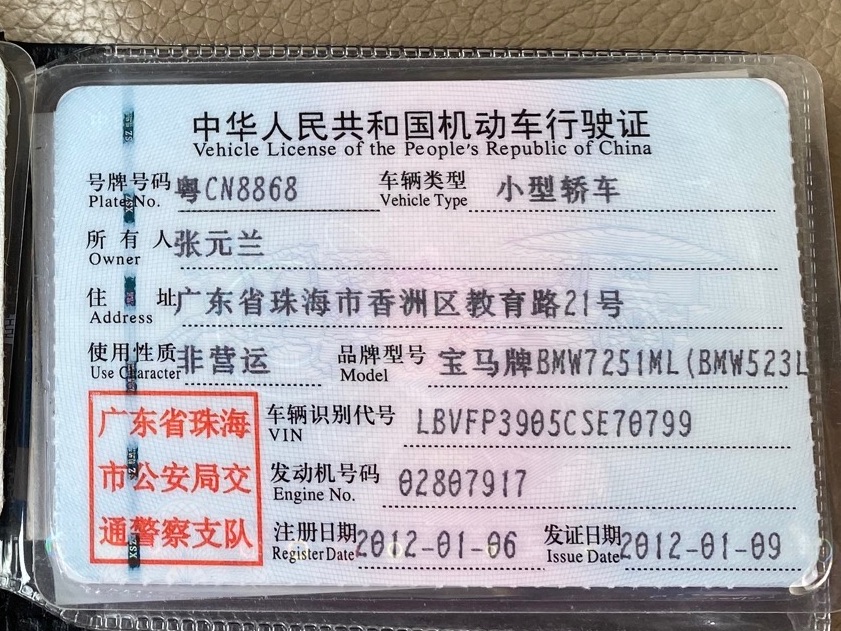 中华人民共和国机动车行驶证
Vehicle License of the People's Republic of China
号牌号码 粤CN8868 车辆类型 小型轿车
Plate No. Vehicle Type
所有人 张元兰
Owner
住址 广东省珠海市香洲区教育路21号
Address
使用性质 非营运 品牌型号 宝马牌BMW7251ML(BMW523L
Use Character Model
广东省珠海 车辆识别代号 LBVFP3905CSE70799
VIN
市公安局交 发动机号码 02807917
Engine No.
通警察支队 注册日期 2012-01-06 发证日期 2012-01-09
Register Date Issue Date